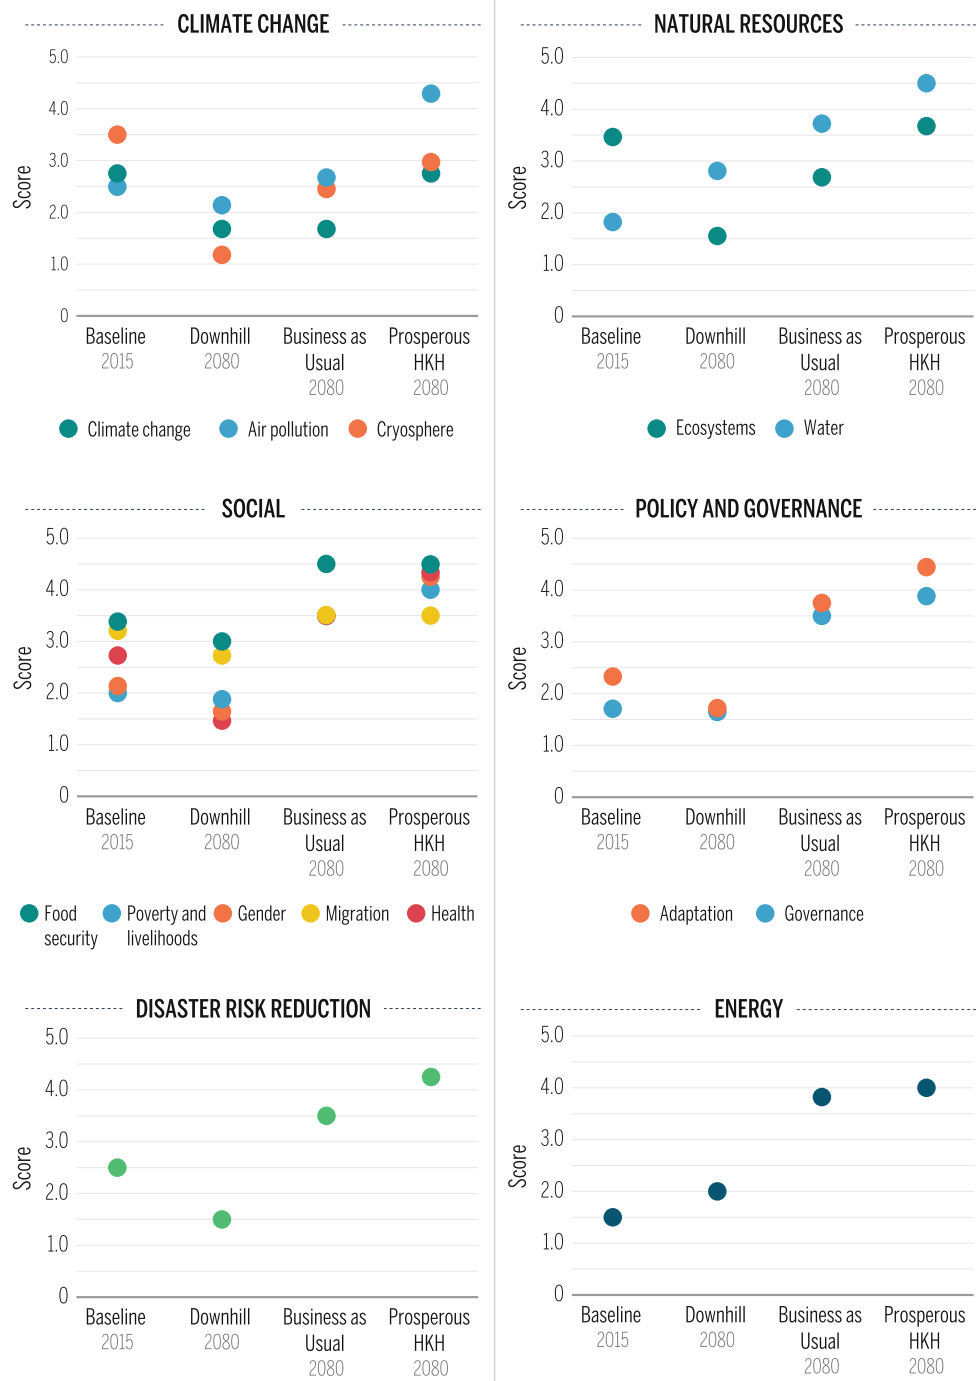 CLIMATE CHANGE
5.0
4.0
3.0
2.0
1.0
0
Score
Baseline
2015
Downhill
2080
Business as
Usual
2080
Prosperous
HKH
2080
Climate change
Air pollution
Cryosphere
NATURAL RESOURCES
5.0
4.0
3.0
2.0
1.0
0
Score
Baseline
2015
Downhill
2080
Business as
Usual
2080
Prosperous
HKH
2080
Ecosystems
Water
SOCIAL
5.0
4.0
3.0
2.0
1.0
0
Score
Baseline
2015
Downhill
2080
Business as
Usual
2080
Prosperous
HKH
2080
Food
security
Poverty and
livelihoods
Gender
Migration
Health
POLICY AND GOVERNANCE
5.0
4.0
3.0
2.0
1.0
0
Score
Baseline
2015
Downhill
2080
Business as
Usual
2080
Prosperous
HKH
2080
Adaptation
Governance
DISASTER RISK REDUCTION
5.0
4.0
3.0
2.0
1.0
0
Score
Baseline
2015
Downhill
2080
Business as
Usual
2080
Prosperous
HKH
2080
ENERGY
5.0
4.0
3.0
2.0
1.0
0
Score
Baseline
2015
Downhill
2080
Business as
Usual
2080
Prosperous
HKH
2080